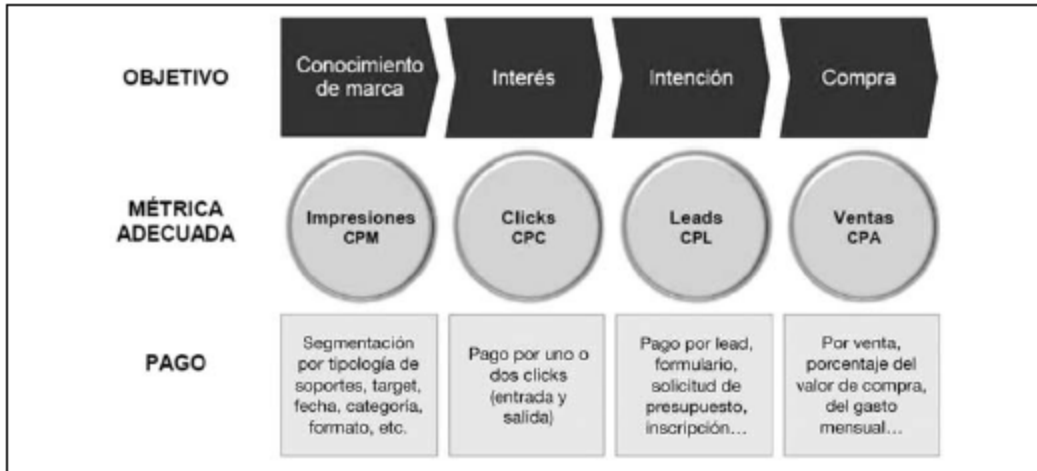 OBJETIVO
Conocimiento
de marca
Interés
Intención
Compra
MÉTRICA
ADECUADA
Impresiones
CPM
Clicks
CPC
Leads
CPL
Ventas
CPA
PAGO
Segmentación
por tipología de
soportes, target,
fecha, categoría,
formato, etc.
Pago por uno o
dos clicks
(entrada y
salida)
Pago por lead,
formulario,
solicitud de
presupuesto,
inscripción...
Por venta,
porcentaje del
valor de compra,
del gasto
mensual...